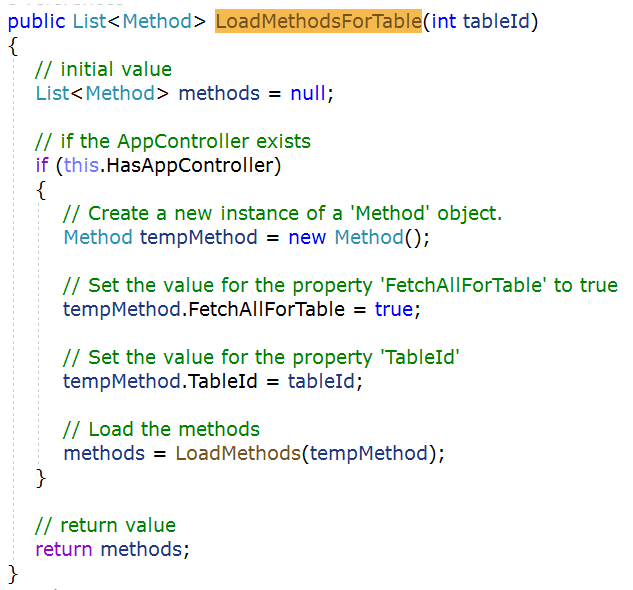 public List<Method> LoadMethodsForTable(int tableId)
{
// initial value
List<Method> methods = null;
// if the AppController exists
if (this.HasAppController)
{
// Create a new instance of a 'Method' object.
Method tempMethod = new Method();
// Set the value for the property 'FetchAllForTable' to true
tempMethod.FetchAllForTable = true;
// Set the value for the property 'TableId'
tempMethod.TableId = tableId;
// Load the methods
methods = LoadMethods(tempMethod);
}
// return value
return methods;
}